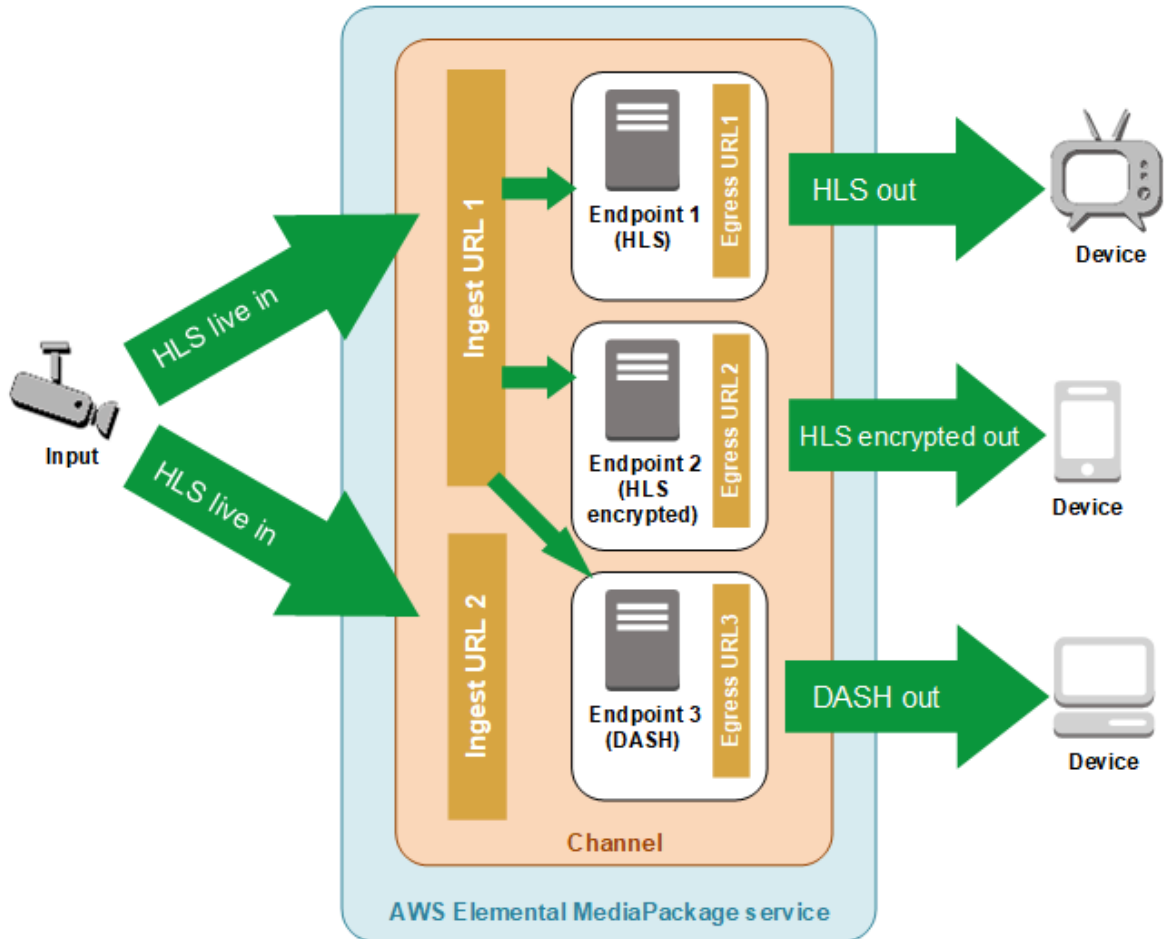 HLS live in
HLS live in
Input
Ingest URL 1
Ingest URL 2
Endpoint 1
(HLS)
Egress URL1
Endpoint 2
(HLS
encrypted)
Egress URL2
Endpoint 3
(DASH)
Egress URL3
HLS out
Device
HLS encrypted out
Device
DASH out
Device
Channel
AWS Elemental MediaPackage service